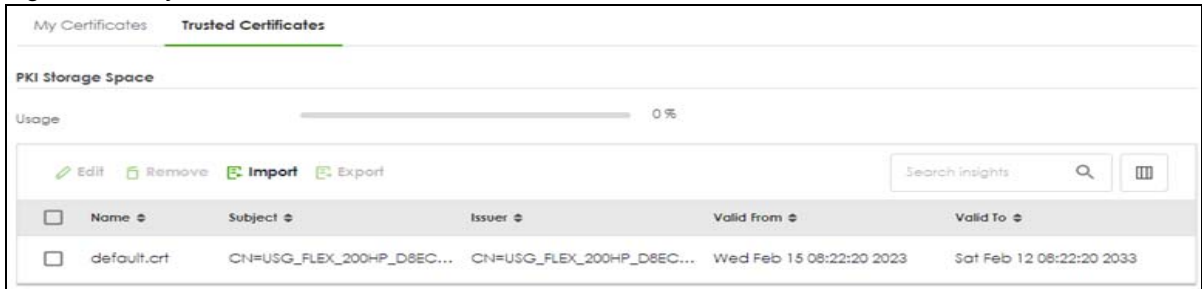 My Certificates Trusted Certificates
PKI Storage Space
Usage 0 %
Edit Remove Import Export Search insights
Name Subject Issuer Valid From Valid To
default.crt CN=USG_FLEX_200HP_D8EC... CN=USG_FLEX_200HP_D8EC... Wed Feb 15 08:22:20 2023 Sat Feb 12 08:22:20 2033